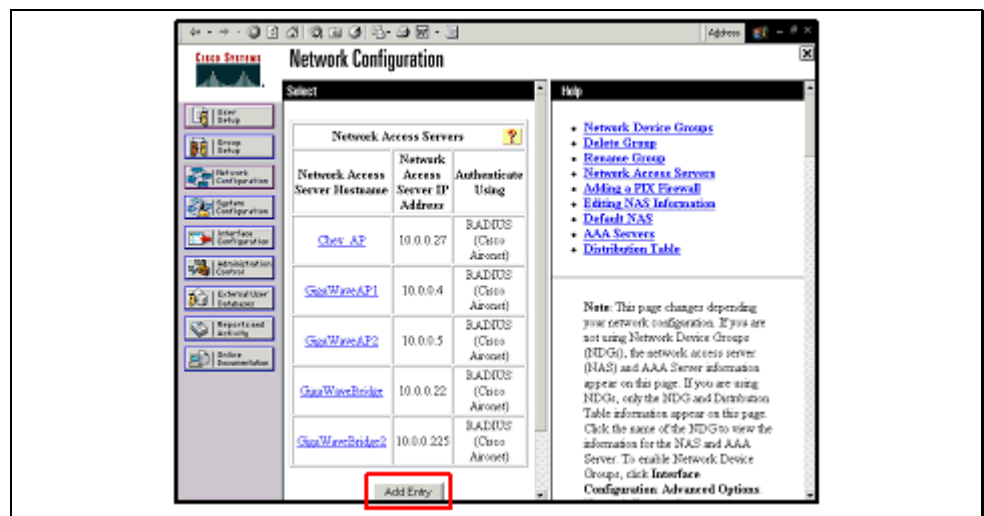 Address
CISCO SYSTEMS
Network Configuration
Select
User
Setup
Group
Setup
Network
Configuration
System
Configuration
Interface
Configuration
Administration
Control
External User
Databases
Reports and
Activity
Online
Documentation
Network Access Servers
?
Network Access
Server Hostname
Network
Access
Server IP
Address
Authenticate
Using
Chev_AP
10.0.0.27
RADIUS
(Cisco
Aironet)
GigaWaveAP1
10.0.0.4
RADIUS
(Cisco
Aironet)
GigaWaveAP2
10.0.0.5
RADIUS
(Cisco
Aironet)
GigaWaveBridge
10.0.0.22
RADIUS
(Cisco
Aironet)
GigaWaveBridge2
10.0.0.225
RADIUS
(Cisco
Aironet)
Add Entry
Help
Network Device Groups
Delete Group
Rename Group
Network Access Servers
Adding a PIX Firewall
Editing NAS Information
Default NAS
AAA Servers
Distribution Table
Note: This page changes depending
your network configuration. If you are
not using Network Device Groups
(NDGs), the network access server
(NAS) and AAA Server information
appear on this page. If you are using
NDGs, only the NDG and Distribution
Table information appear on this page.
Click the name of the NDG to view the
information for the NAS and AAA
Server. To enable Network Device
Groups, click Interface
Configuration: Advanced Options